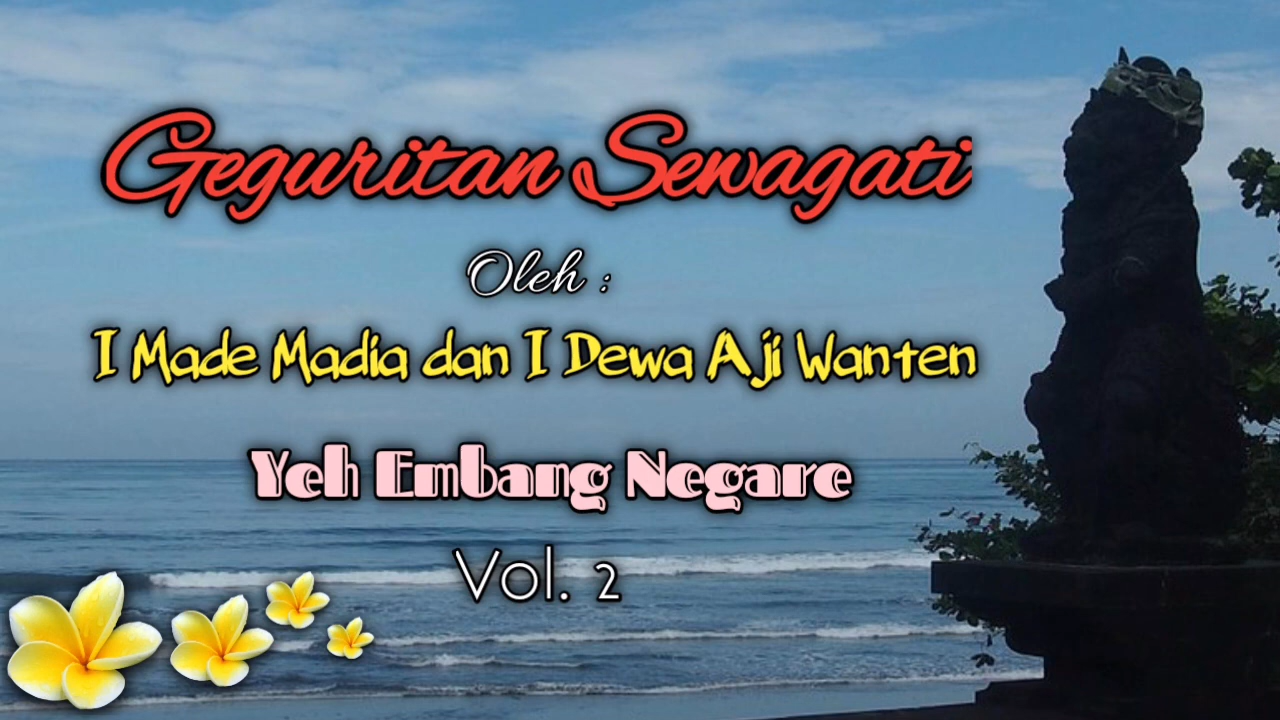 Geguritan Sewagati
Oleh :
I Made Madia dan I Dewa Aji Wanten
Yeh Embang Negare
Vol. 2